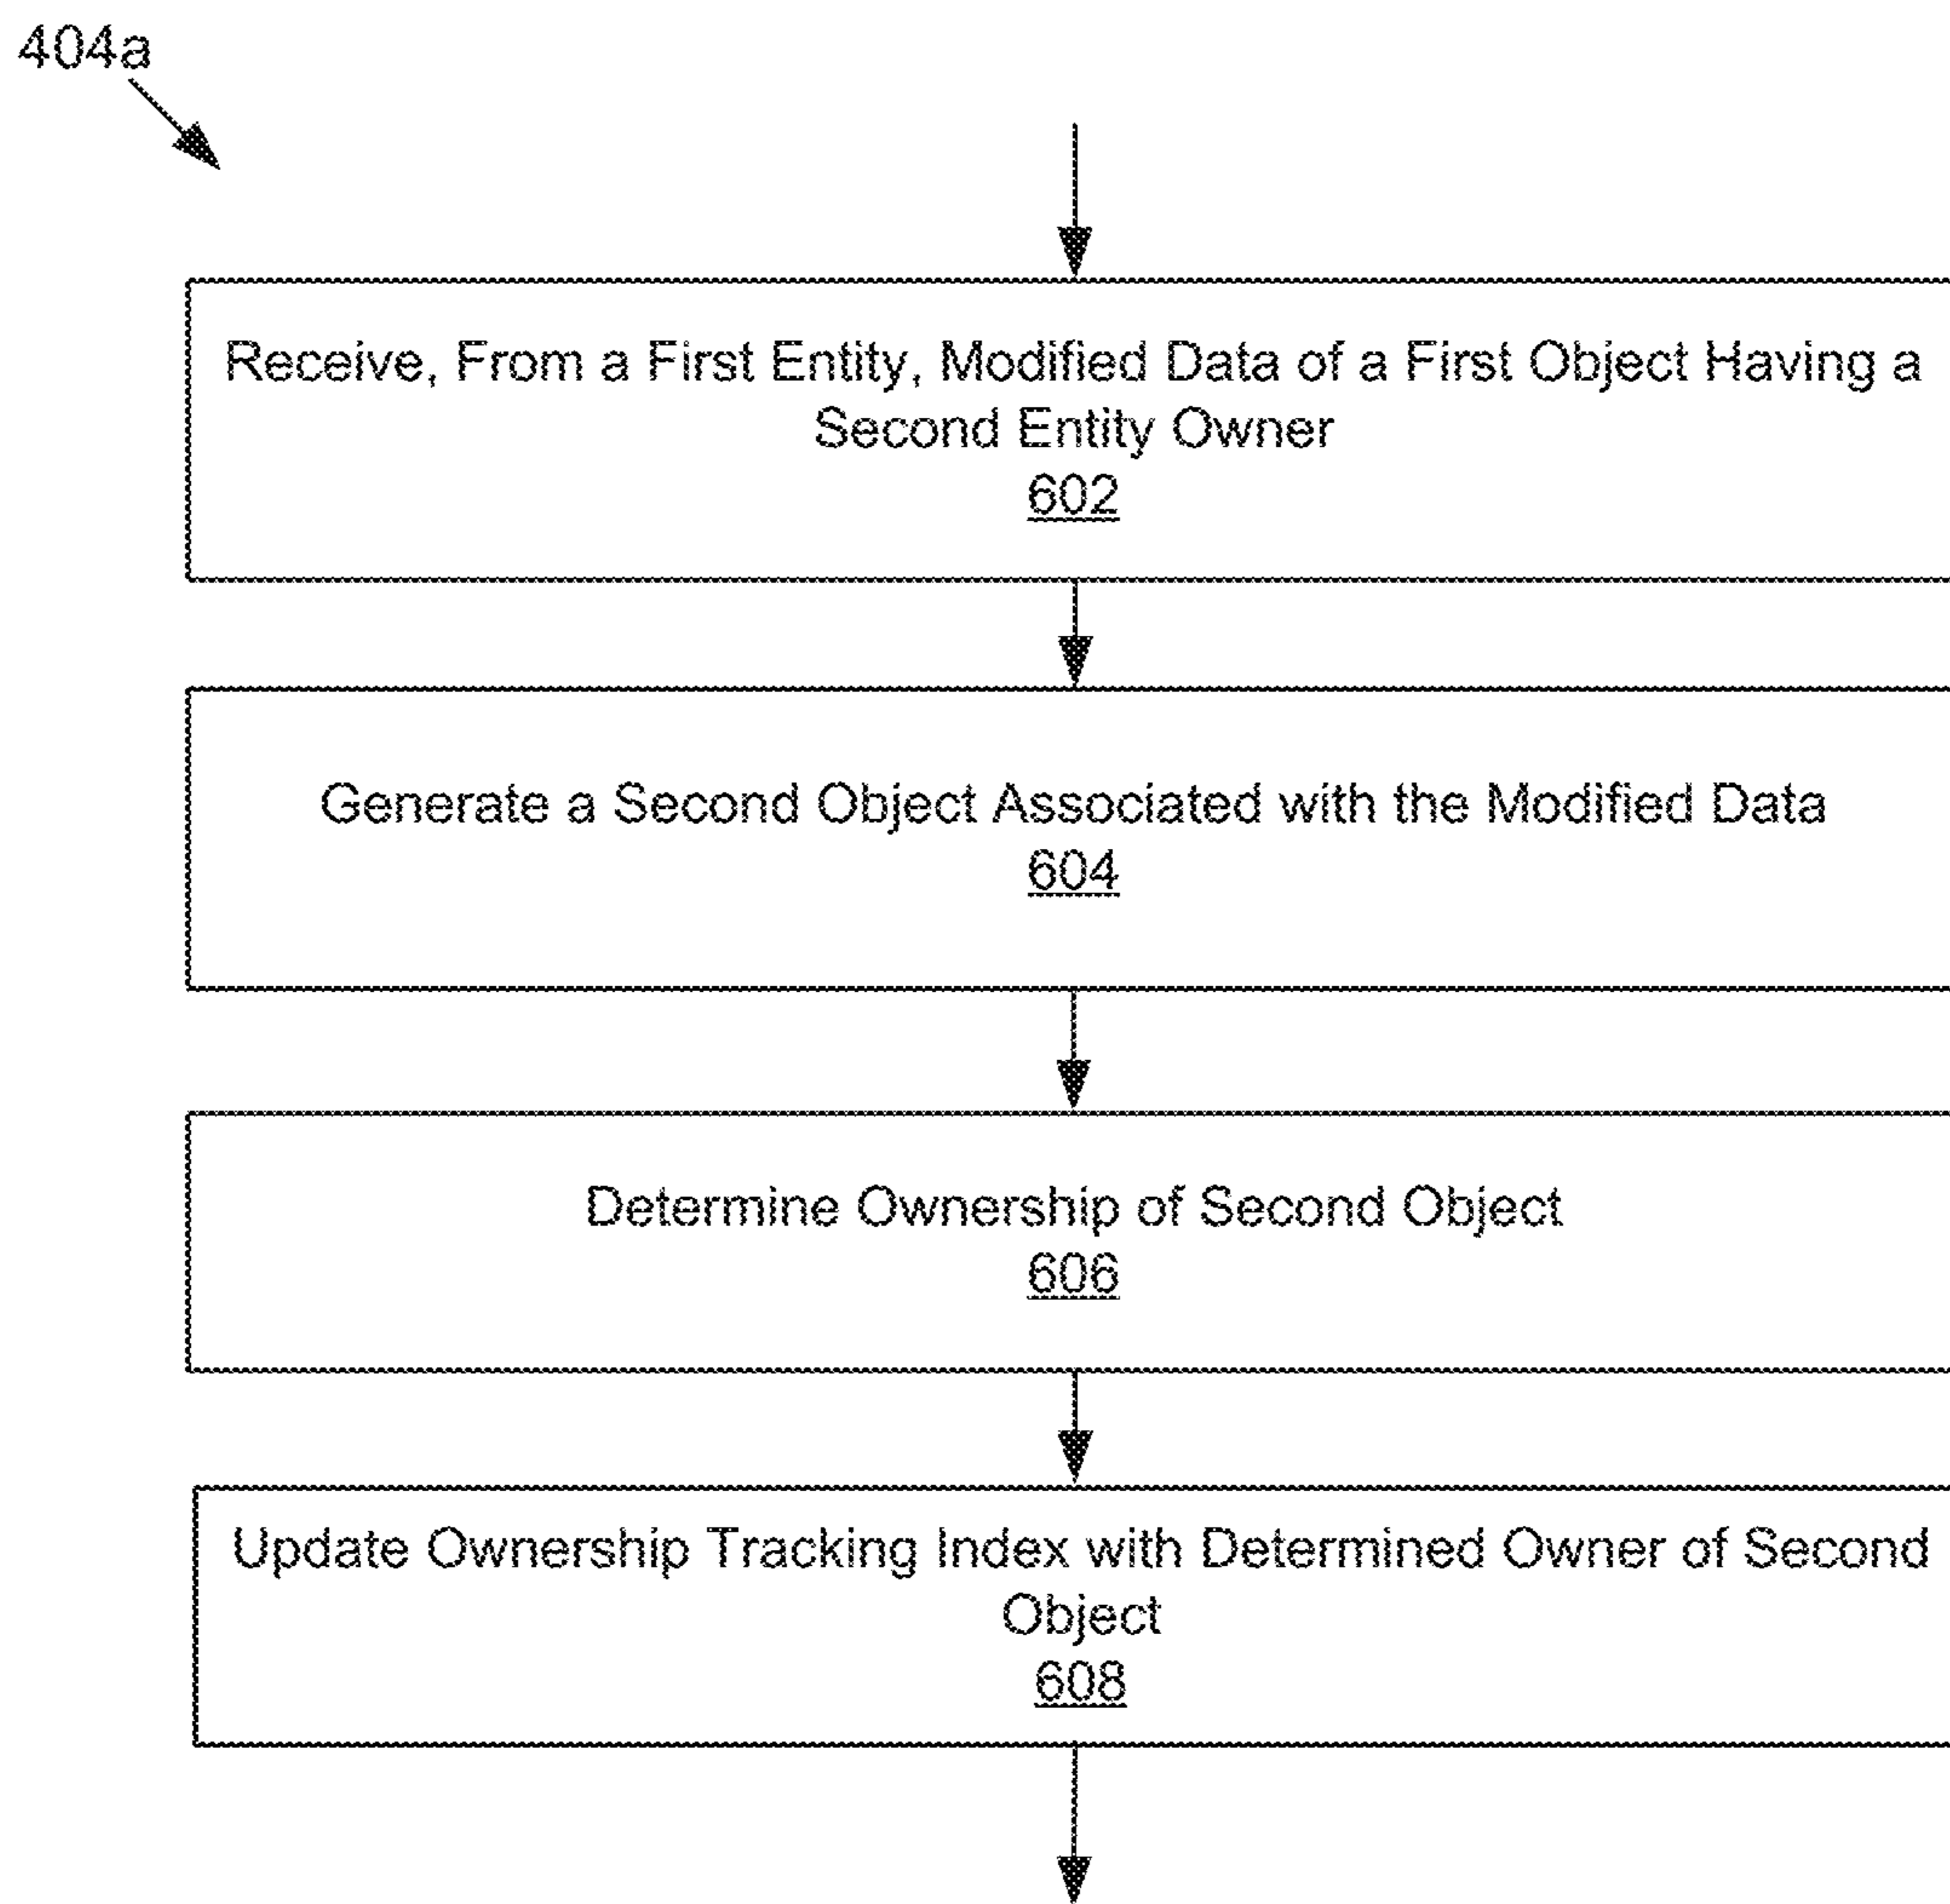 404a
Receive, From a First Entity, Modified Data of a First Object Having a
Second Entity Owner
602
Generate a Second Object Associated with the Modified Data
604
Determine Ownership of Second Object
606
Update Ownership Tracking Index with Determined Owner of Second
Object
608